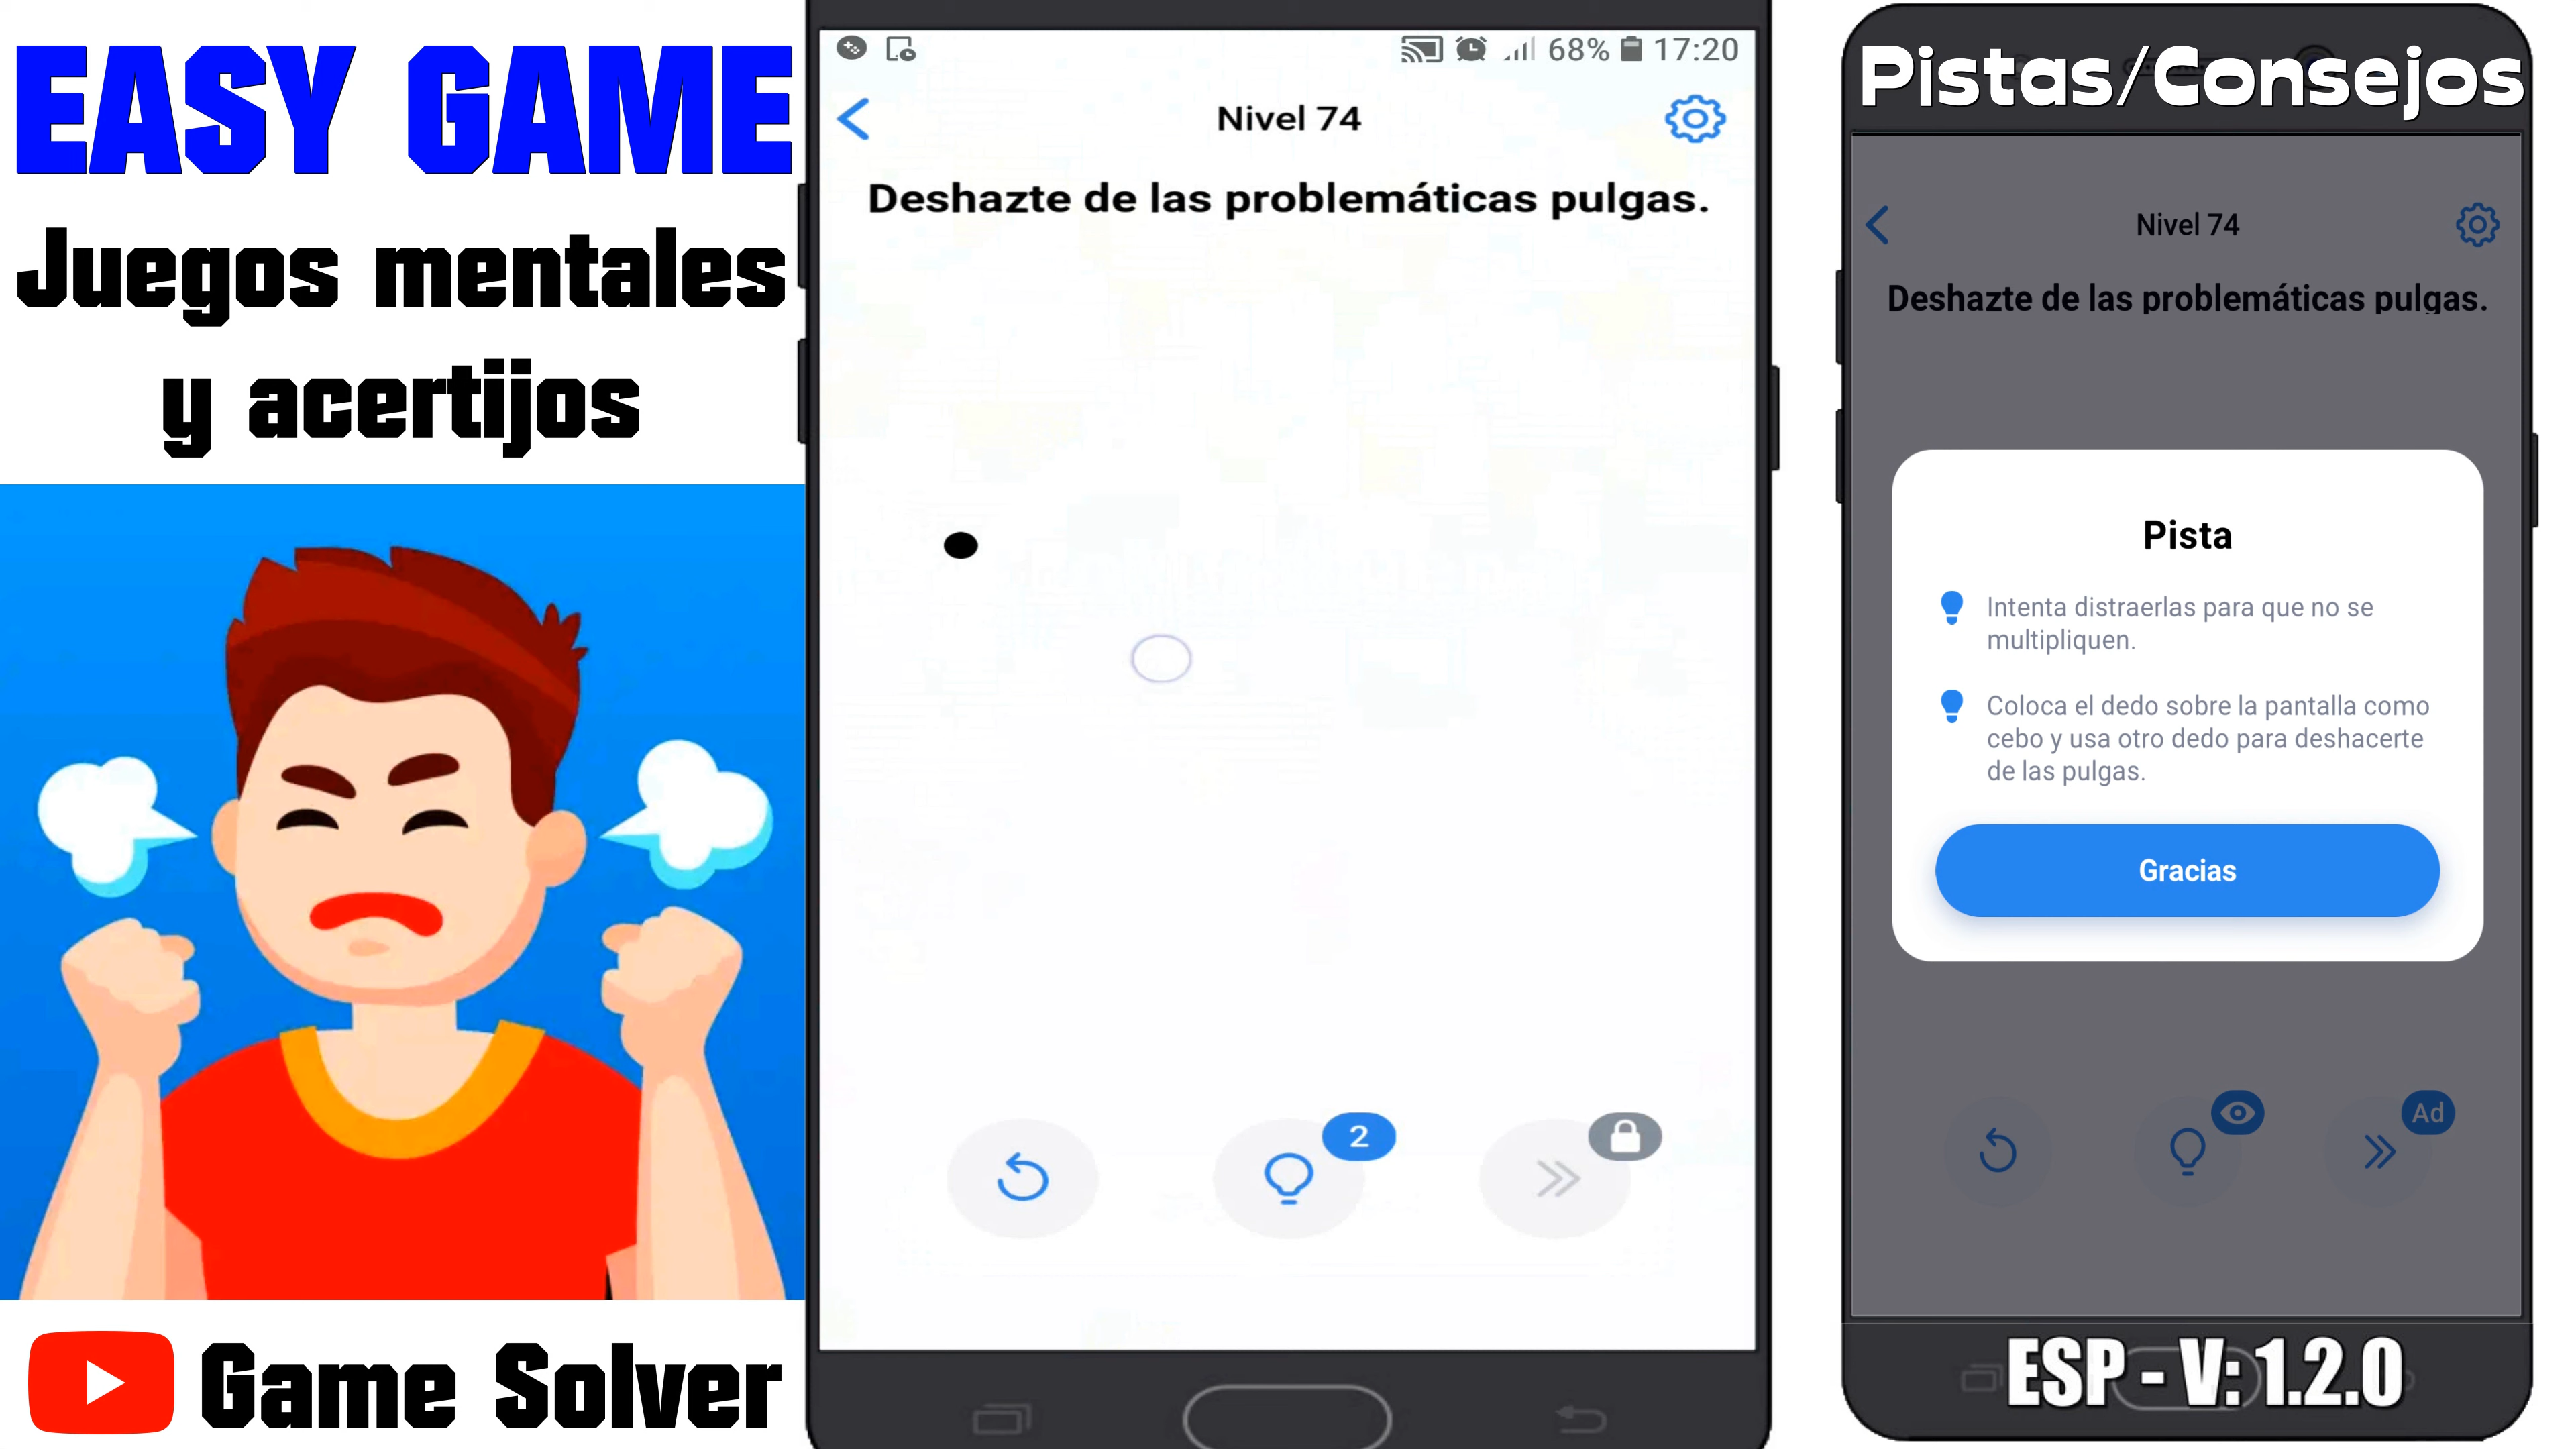 EASY GAME
Juegos mentales
y acertijos
Game Solver
68% 17:20
Nivel 74
Deshazte de las problemáticas pulgas.
2
Pistas/Consejos
Nivel 74
Deshazte de las problemáticas pulgas.
Pista
Intenta distraerlas para que no se
multipliquen.
Coloca el dedo sobre la pantalla como
cebo y usa otro dedo para deshacerte
de las pulgas.
Gracias
Ad
ESP - V: 1.2.0